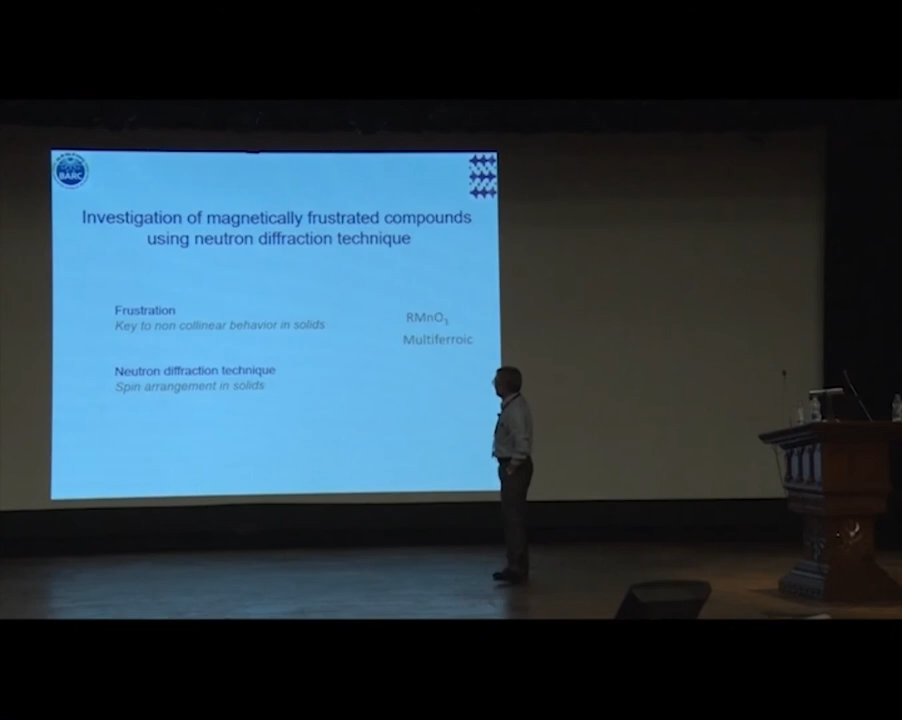 BARC
Investigation of magnetically frustrated compounds
using neutron diffraction technique
Frustration
Key to non collinear behavior in solids
RMnO₃
Multiferroic
Neutron diffraction technique
Spin arrangement in solids